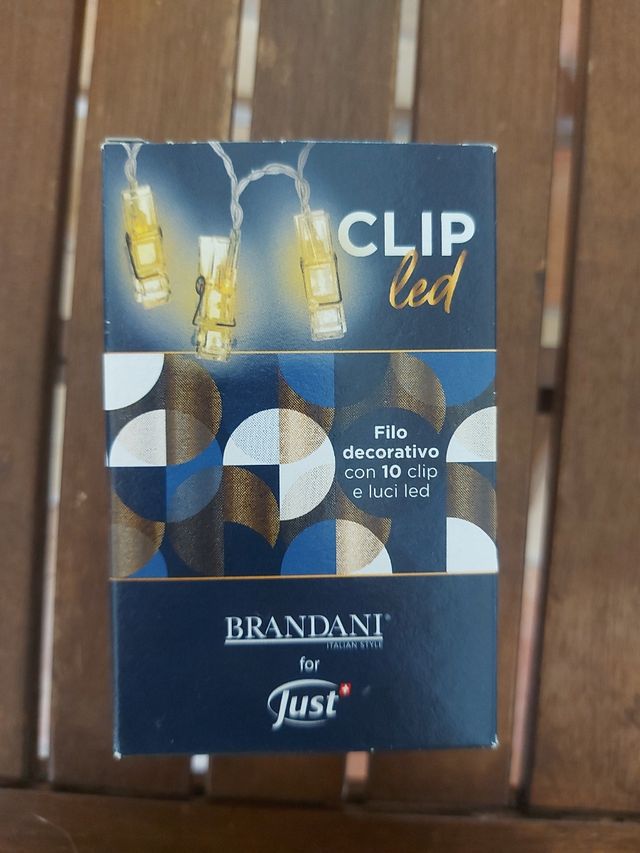 CLIP
led
Filo
decorativo
con 10 clip
e luci led
BRANDANI®
ITALIAN STYLE
for
Just